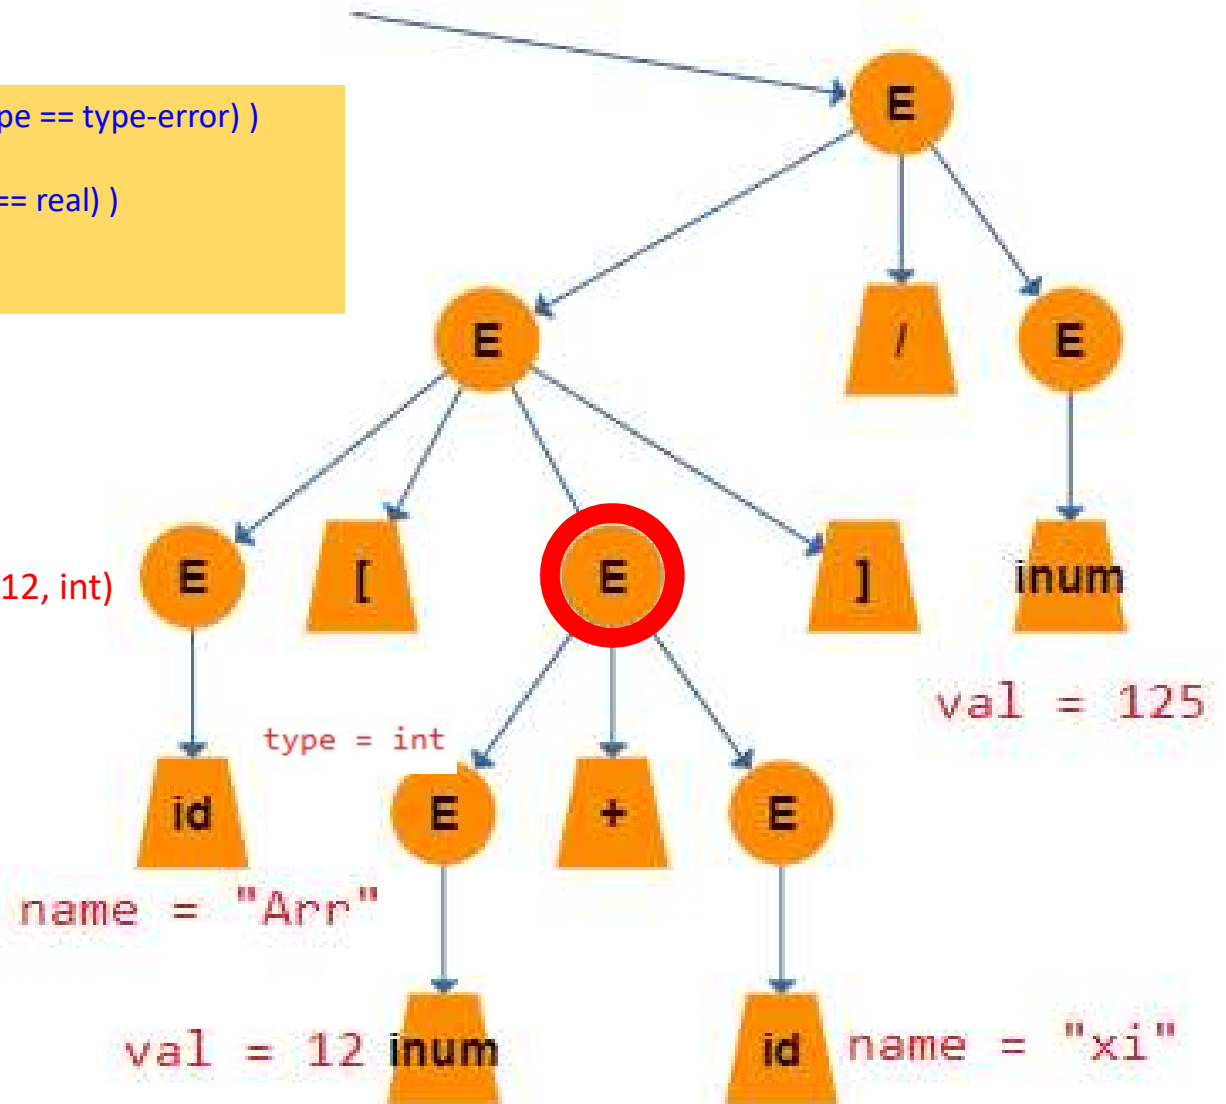 E
pe == type-error) )
== real) )
E
/
E
12, int)
E
[
E
]
inum
val = 125
type = int
id
E
+
E
name = "Arr"
val = 12
inum
id
name = "xi"